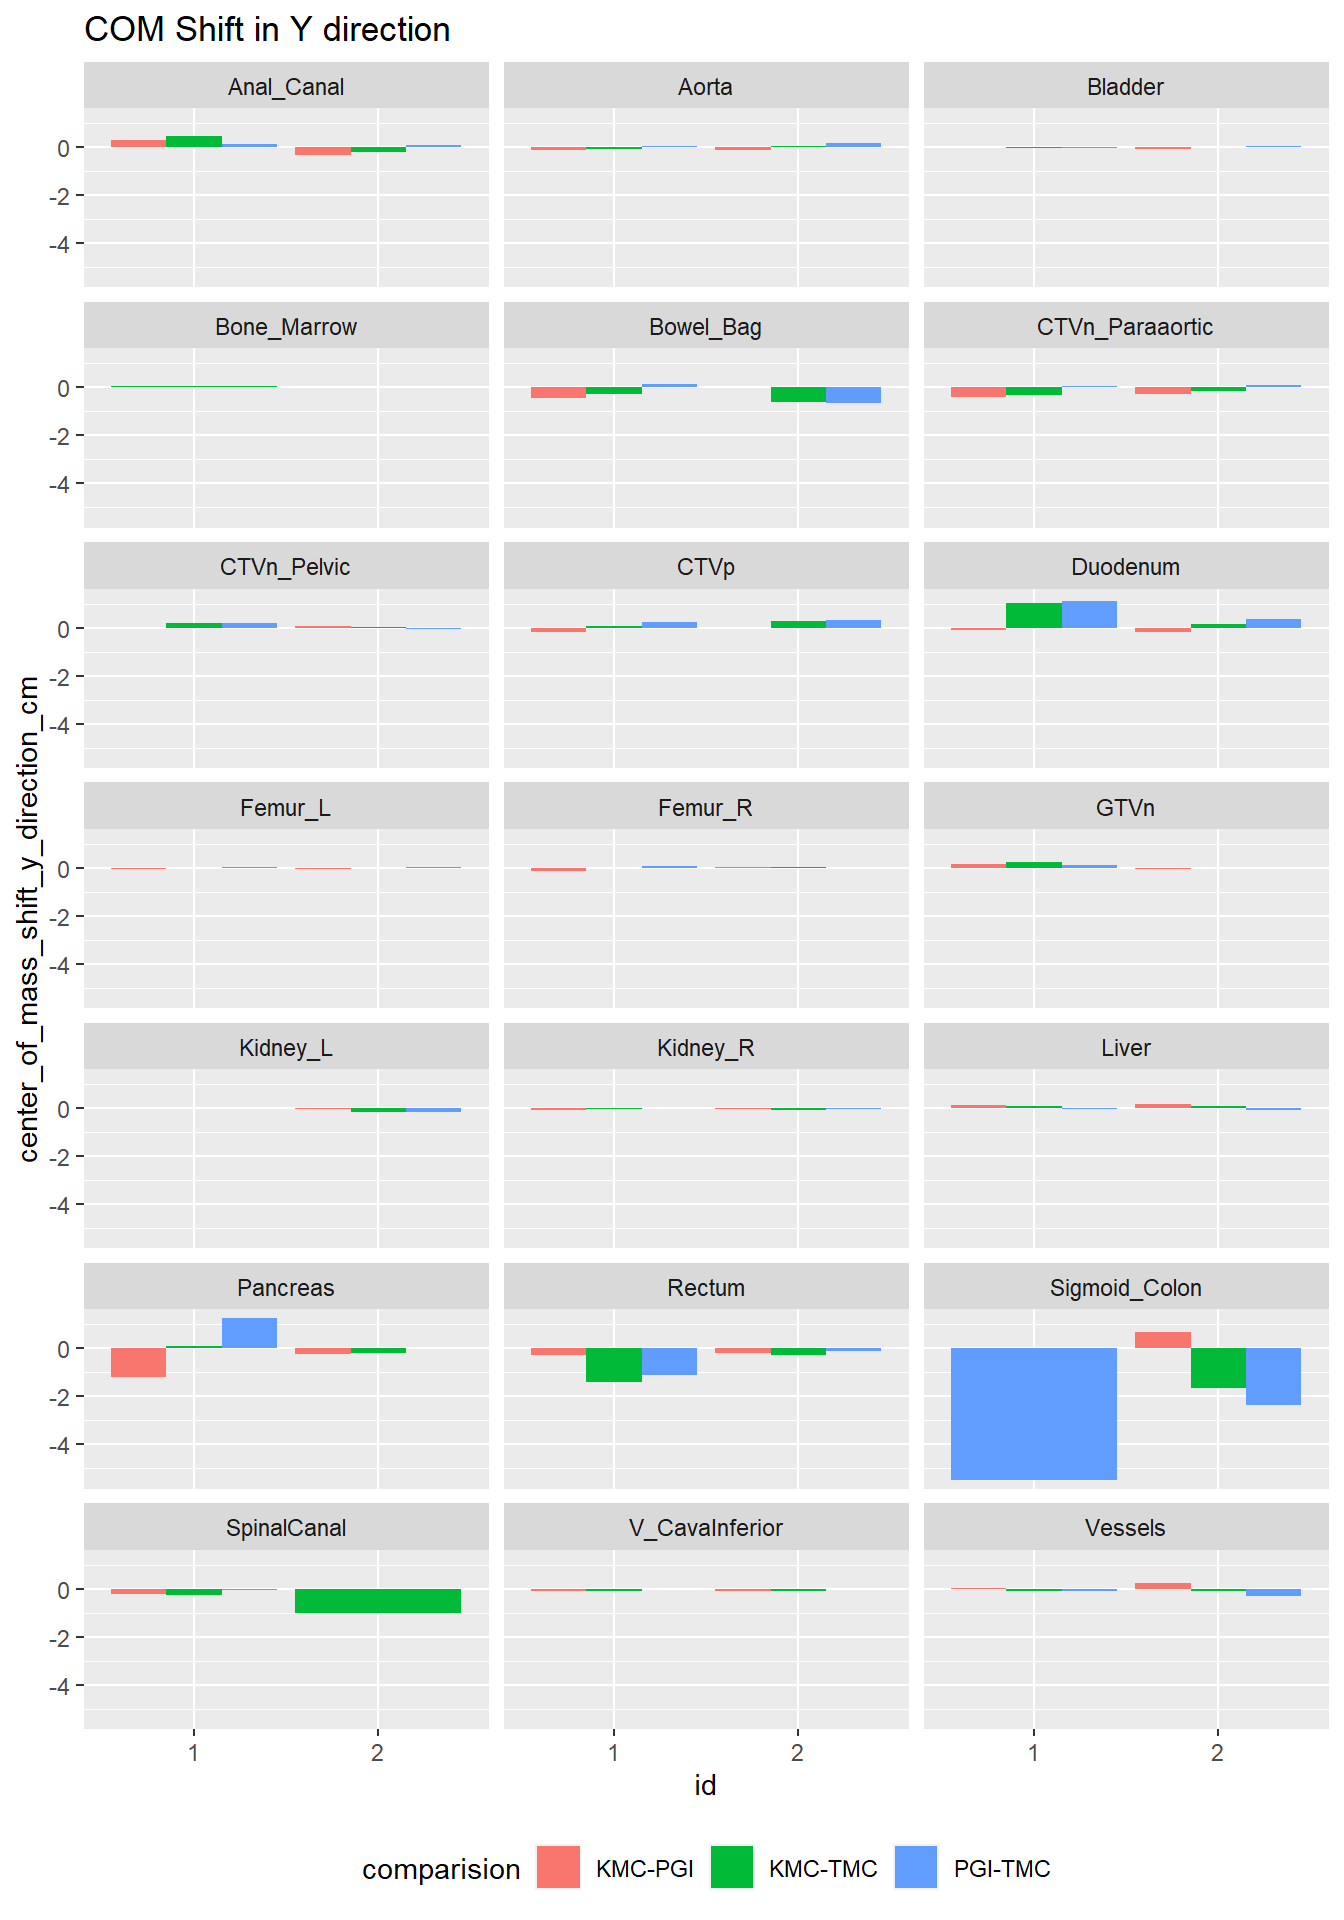 COM Shift in Y direction
Anal_Canal Aorta Bladder
0
-2
-4
Bone_Marrow Bowel_Bag CTVn_Paraaortic
0
-2
-4
CTVn_Pelvic CTVp Duodenum
0
-2
-4
Femur_L Femur_R GTVn
0
-2
-4
Kidney_L Kidney_R Liver
0
-2
-4
Pancreas Rectum Sigmoid_Colon
0
-2
-4
SpinalCanal V_CavaInferior Vessels
0
-2
-4
center_of_mass_shift_y_direction_cm
1 2 1 2 1 2
id
comparision KMC-PGI KMC-TMC PGI-TMC